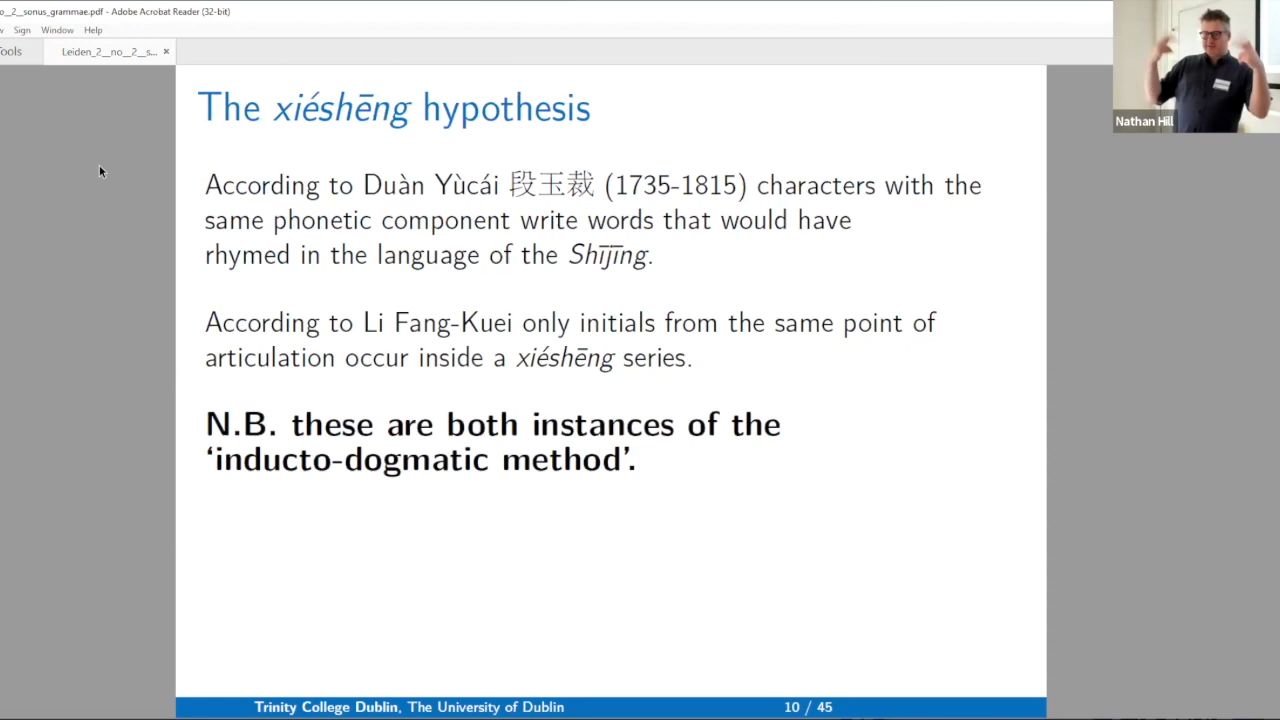 o__2__sonus_grammae.pdf - Adobe Acrobat Reader (32-bit)
Sign Window Help
Tools Leiden_2__no__2__s... ×
The xiéshēng hypothesis
According to Duàn Yùcái 段玉裁 (1735-1815) characters with the
same phonetic component write words that would have
rhymed in the language of the Shījīng.
According to Li Fang-Kuei only initials from the same point of
articulation occur inside a xiéshēng series.
N.B. these are both instances of the
‘inducto-dogmatic method’.
Nathan Hill
Trinity College Dublin, The University of Dublin 10 / 45